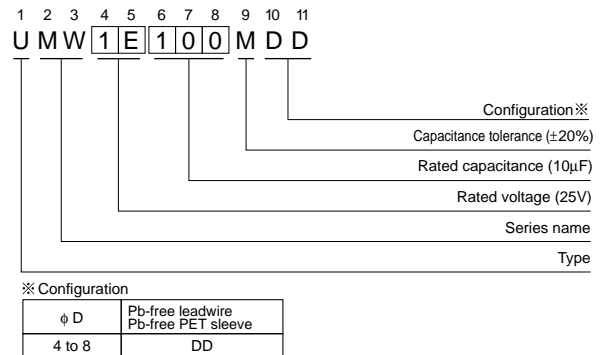 1 2 3 4 5 6 7 8 9 10 11
U M W 1 E 1 0 0 M D D
Configuration※
Capacitance tolerance (±20%)
Rated capacitance (10µF)
Rated voltage (25V)
Series name
Type
※Configuration
ϕ D
Pb-free leadwire
Pb-free PET sleeve
4 to 8
DD